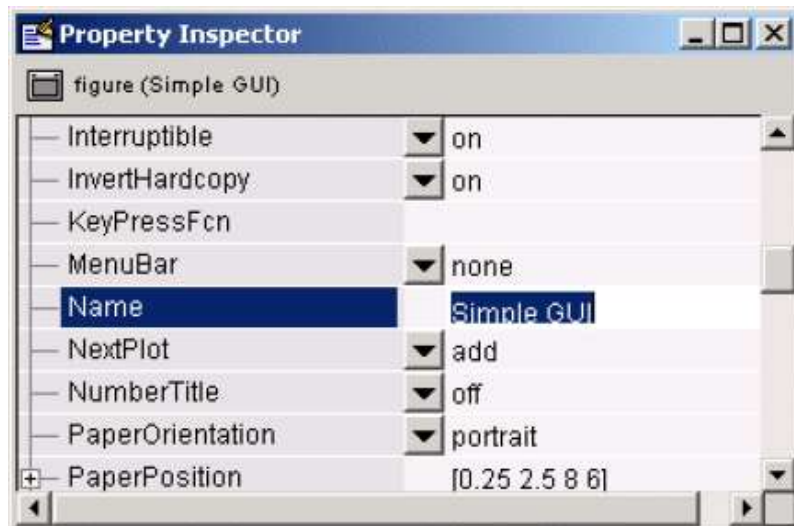 Property Inspector
figure (Simple GUI)
Interruptible on
InvertHardcopy on
KeyPressFcn
MenuBar none
Name Simple GUI
NextPlot add
NumberTitle off
PaperOrientation portrait
PaperPosition [0.25 2.5 8 6]